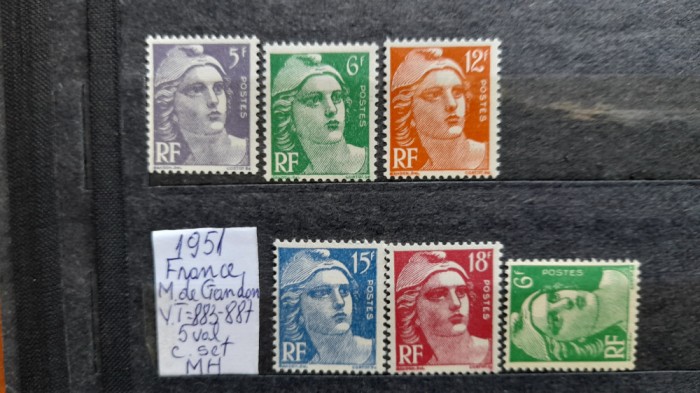 5F
POSTES
RF
6F
POSTES
RF
12F
POSTES
RF
1951
France,
M. de Gandon
Y.T=883-887
5 val
c. set
MH
15F
POSTES
RF
18F
POSTES
RF
6F
POSTES
RF